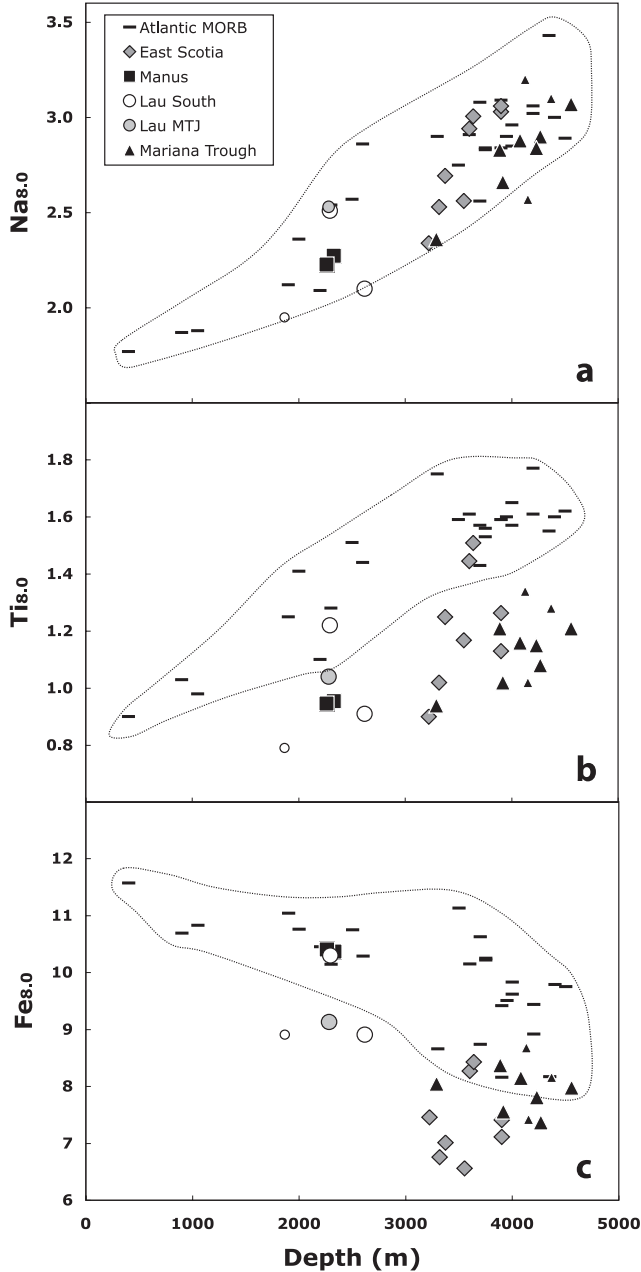 3.5
Atlantic MORB
East Scotia
Manus
Lau South
Lau MTJ
Mariana Trough
3.0
Na8.0
2.5
2.0
a
1.8
1.6
1.4
Ti8.0
1.2
1.0
0.8
b
12
11
10
Fe8.0
9
8
7
6
c
0
1000
2000
3000
4000
5000
Depth (m)